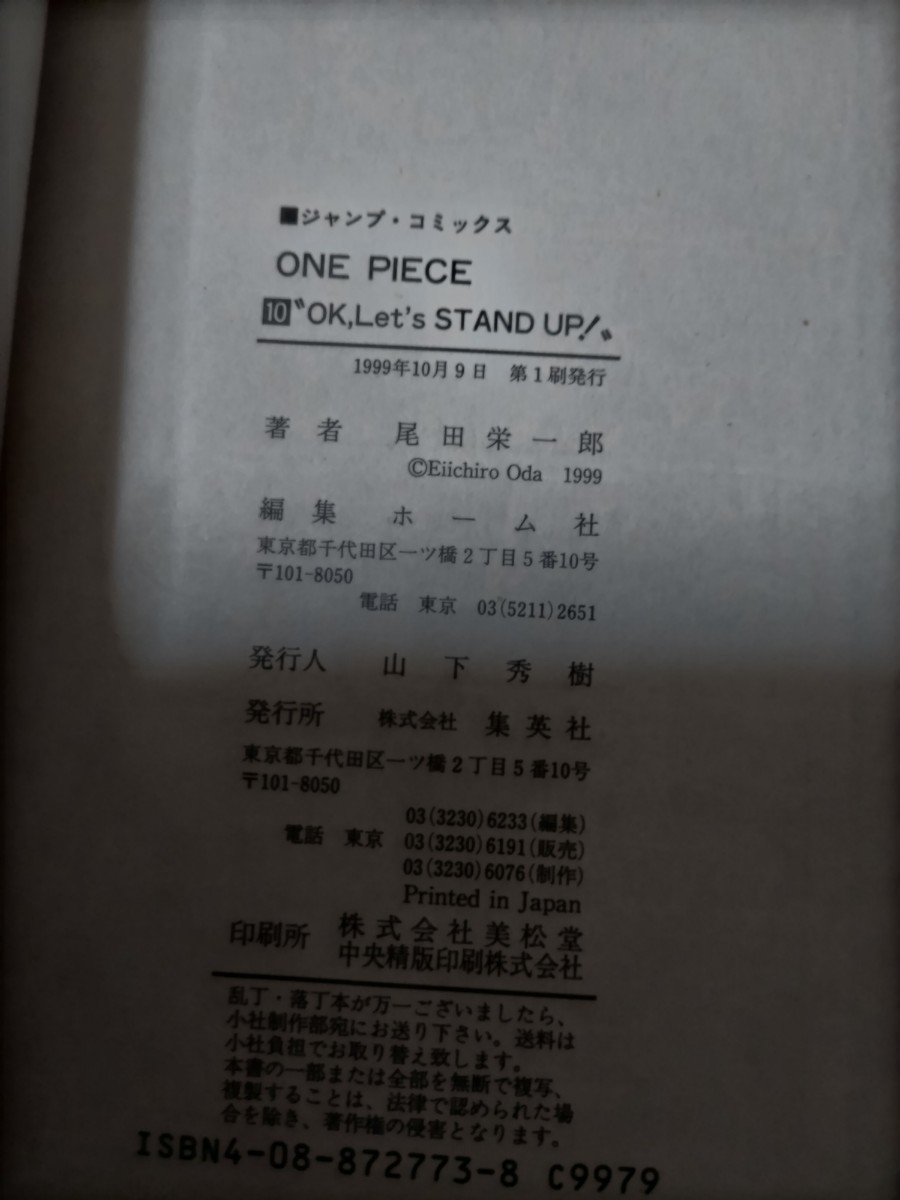 ■ジャンプ・コミックス
ONE PIECE
10〝OK,Let's STAND UP!〟
1999年10月9日 第1刷発行
著者 尾田栄一郎
©Eiichiro Oda 1999
編集 ホーム社
東京都千代田区一ツ橋2丁目5番10号
〒101-8050
電話 東京 03(5211)2651
発行人 山下秀樹
発行所 株式会社 集英社
東京都千代田区一ツ橋2丁目5番10号
〒101-8050
03(3230)6233(編集)
電話 東京 03(3230)6191(販売)
03(3230)6076(制作)
Printed in Japan
印刷所 株式会社美松堂
中央精版印刷株式会社
乱丁・落丁本が万一ございましたら、
小社制作部宛にお送り下さい。送料は
小社負担でお取り替え致します。
本書の一部または全部を無断で複写、
複製することは、法律で認められた場
合を除き、著作権の侵害となります。
ISBN4-08-872773-8 C9979